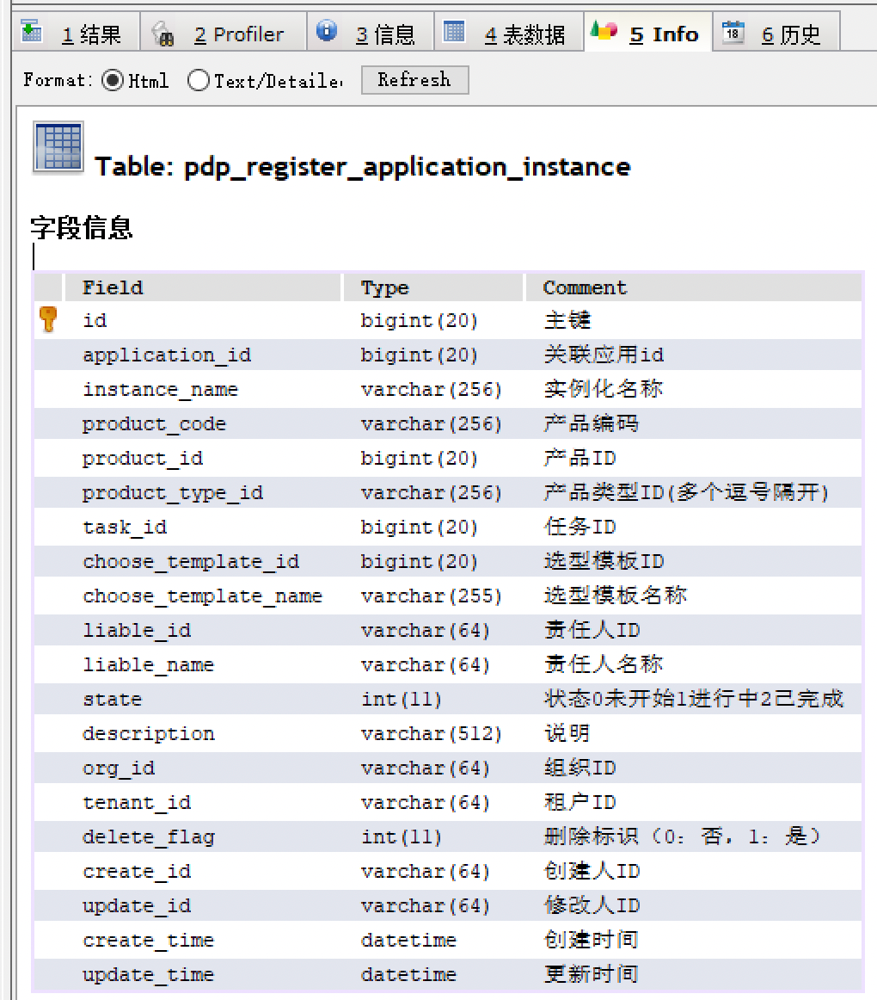 1 结果 2 Profiler 3 信息 4 表数据 5 Info 18 6 历史
Format: Html Text/Detaile Refresh
Table: pdp_register_application_instance
字段信息
Field Type Comment
id bigint(20) 主键
application_id bigint(20) 关联应用id
instance_name varchar(256) 实例化名称
product_code varchar(256) 产品编码
product_id bigint(20) 产品ID
product_type_id varchar(256) 产品类型ID(多个逗号隔开)
task_id bigint(20) 任务ID
choose_template_id bigint(20) 选型模板ID
choose_template_name varchar(255) 选型模板名称
liable_id varchar(64) 责任人ID
liable_name varchar(64) 责任人名称
state int(11) 状态0未开始1进行中2已完成
description varchar(512) 说明
org_id varchar(64) 组织ID
tenant_id varchar(64) 租户ID
delete_flag int(11) 删除标识（0：否，1：是）
create_id varchar(64) 创建人ID
update_id varchar(64) 修改人ID
create_time datetime 创建时间
update_time datetime 更新时间